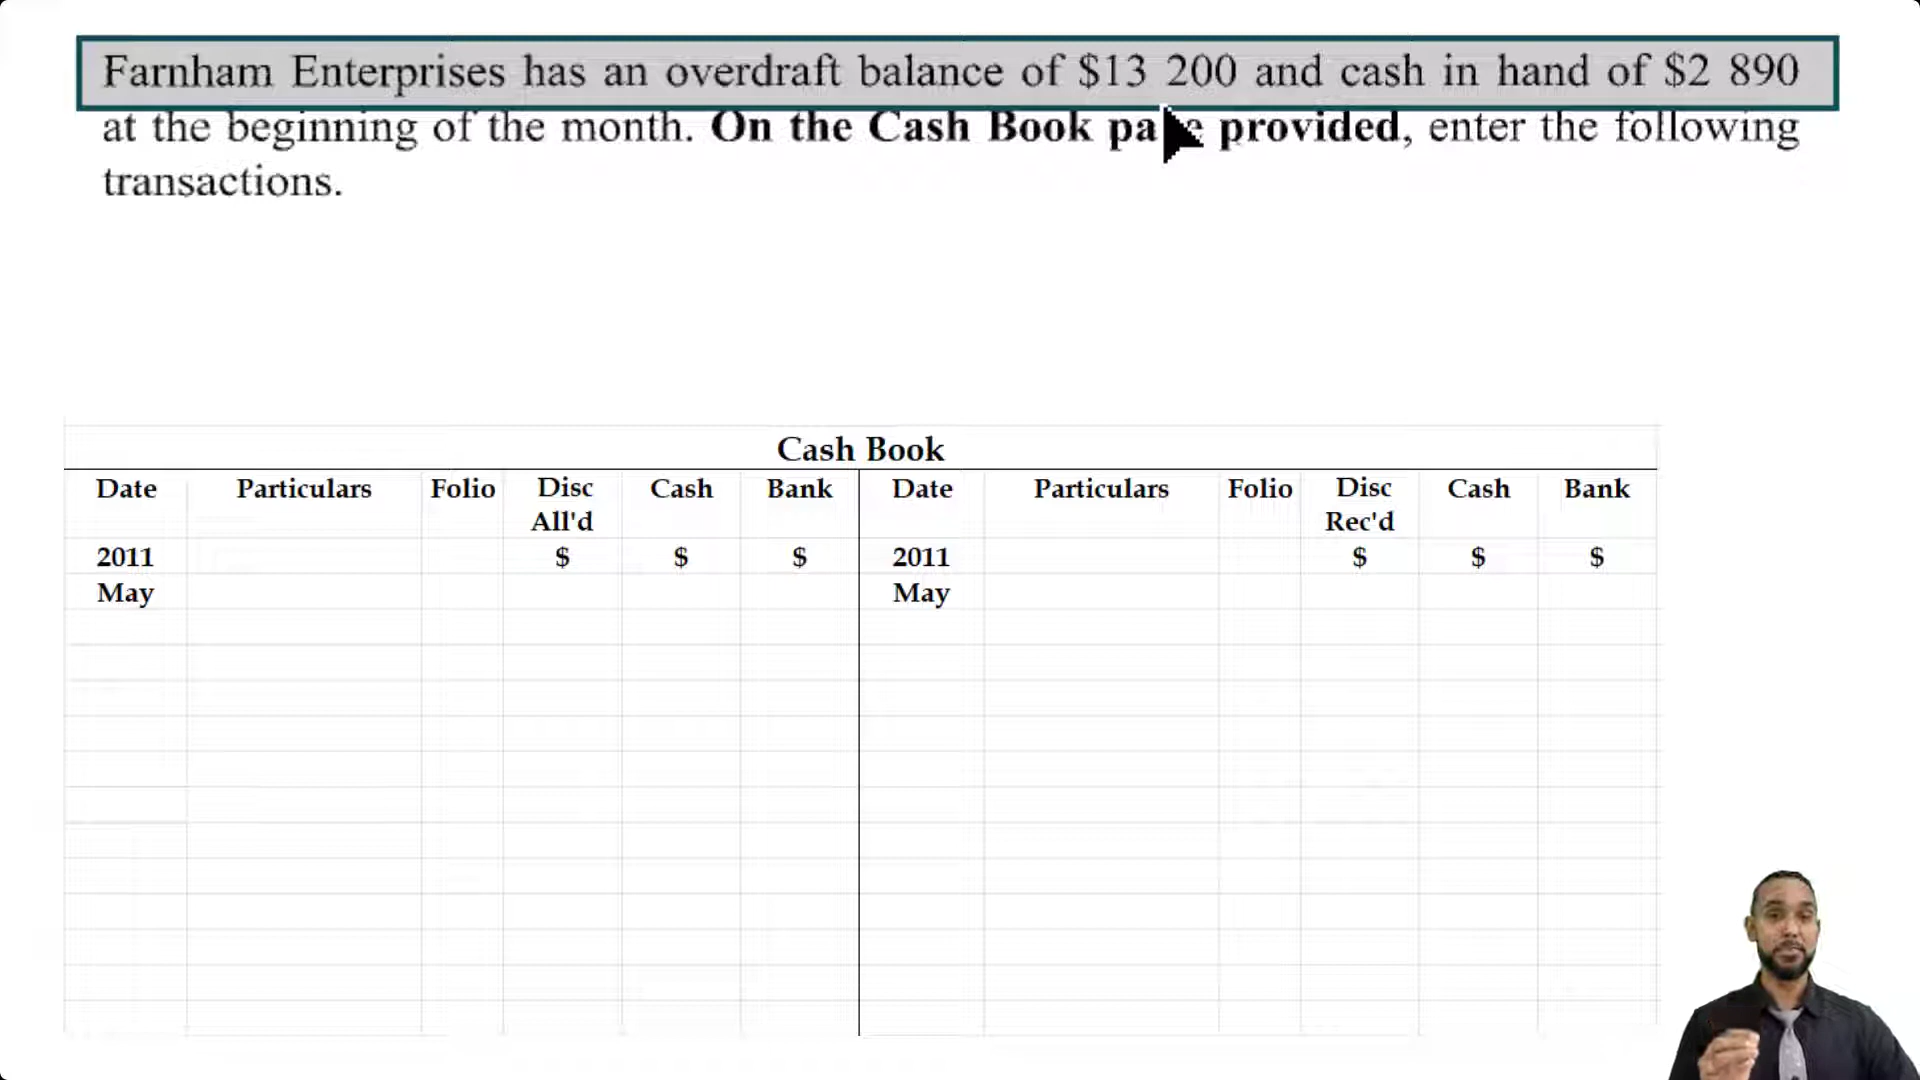 Farnham Enterprises has an overdraft balance of $13 200 and cash in hand of $2 890
at the beginning of the month. On the Cash Book provided, enter the following
transactions.
Cash Book
Date Particulars Folio Disc All'd Cash Bank Date Particulars Folio Disc Rec'd Cash Bank
2011 $ $ $ 2011 $ $ $
May May